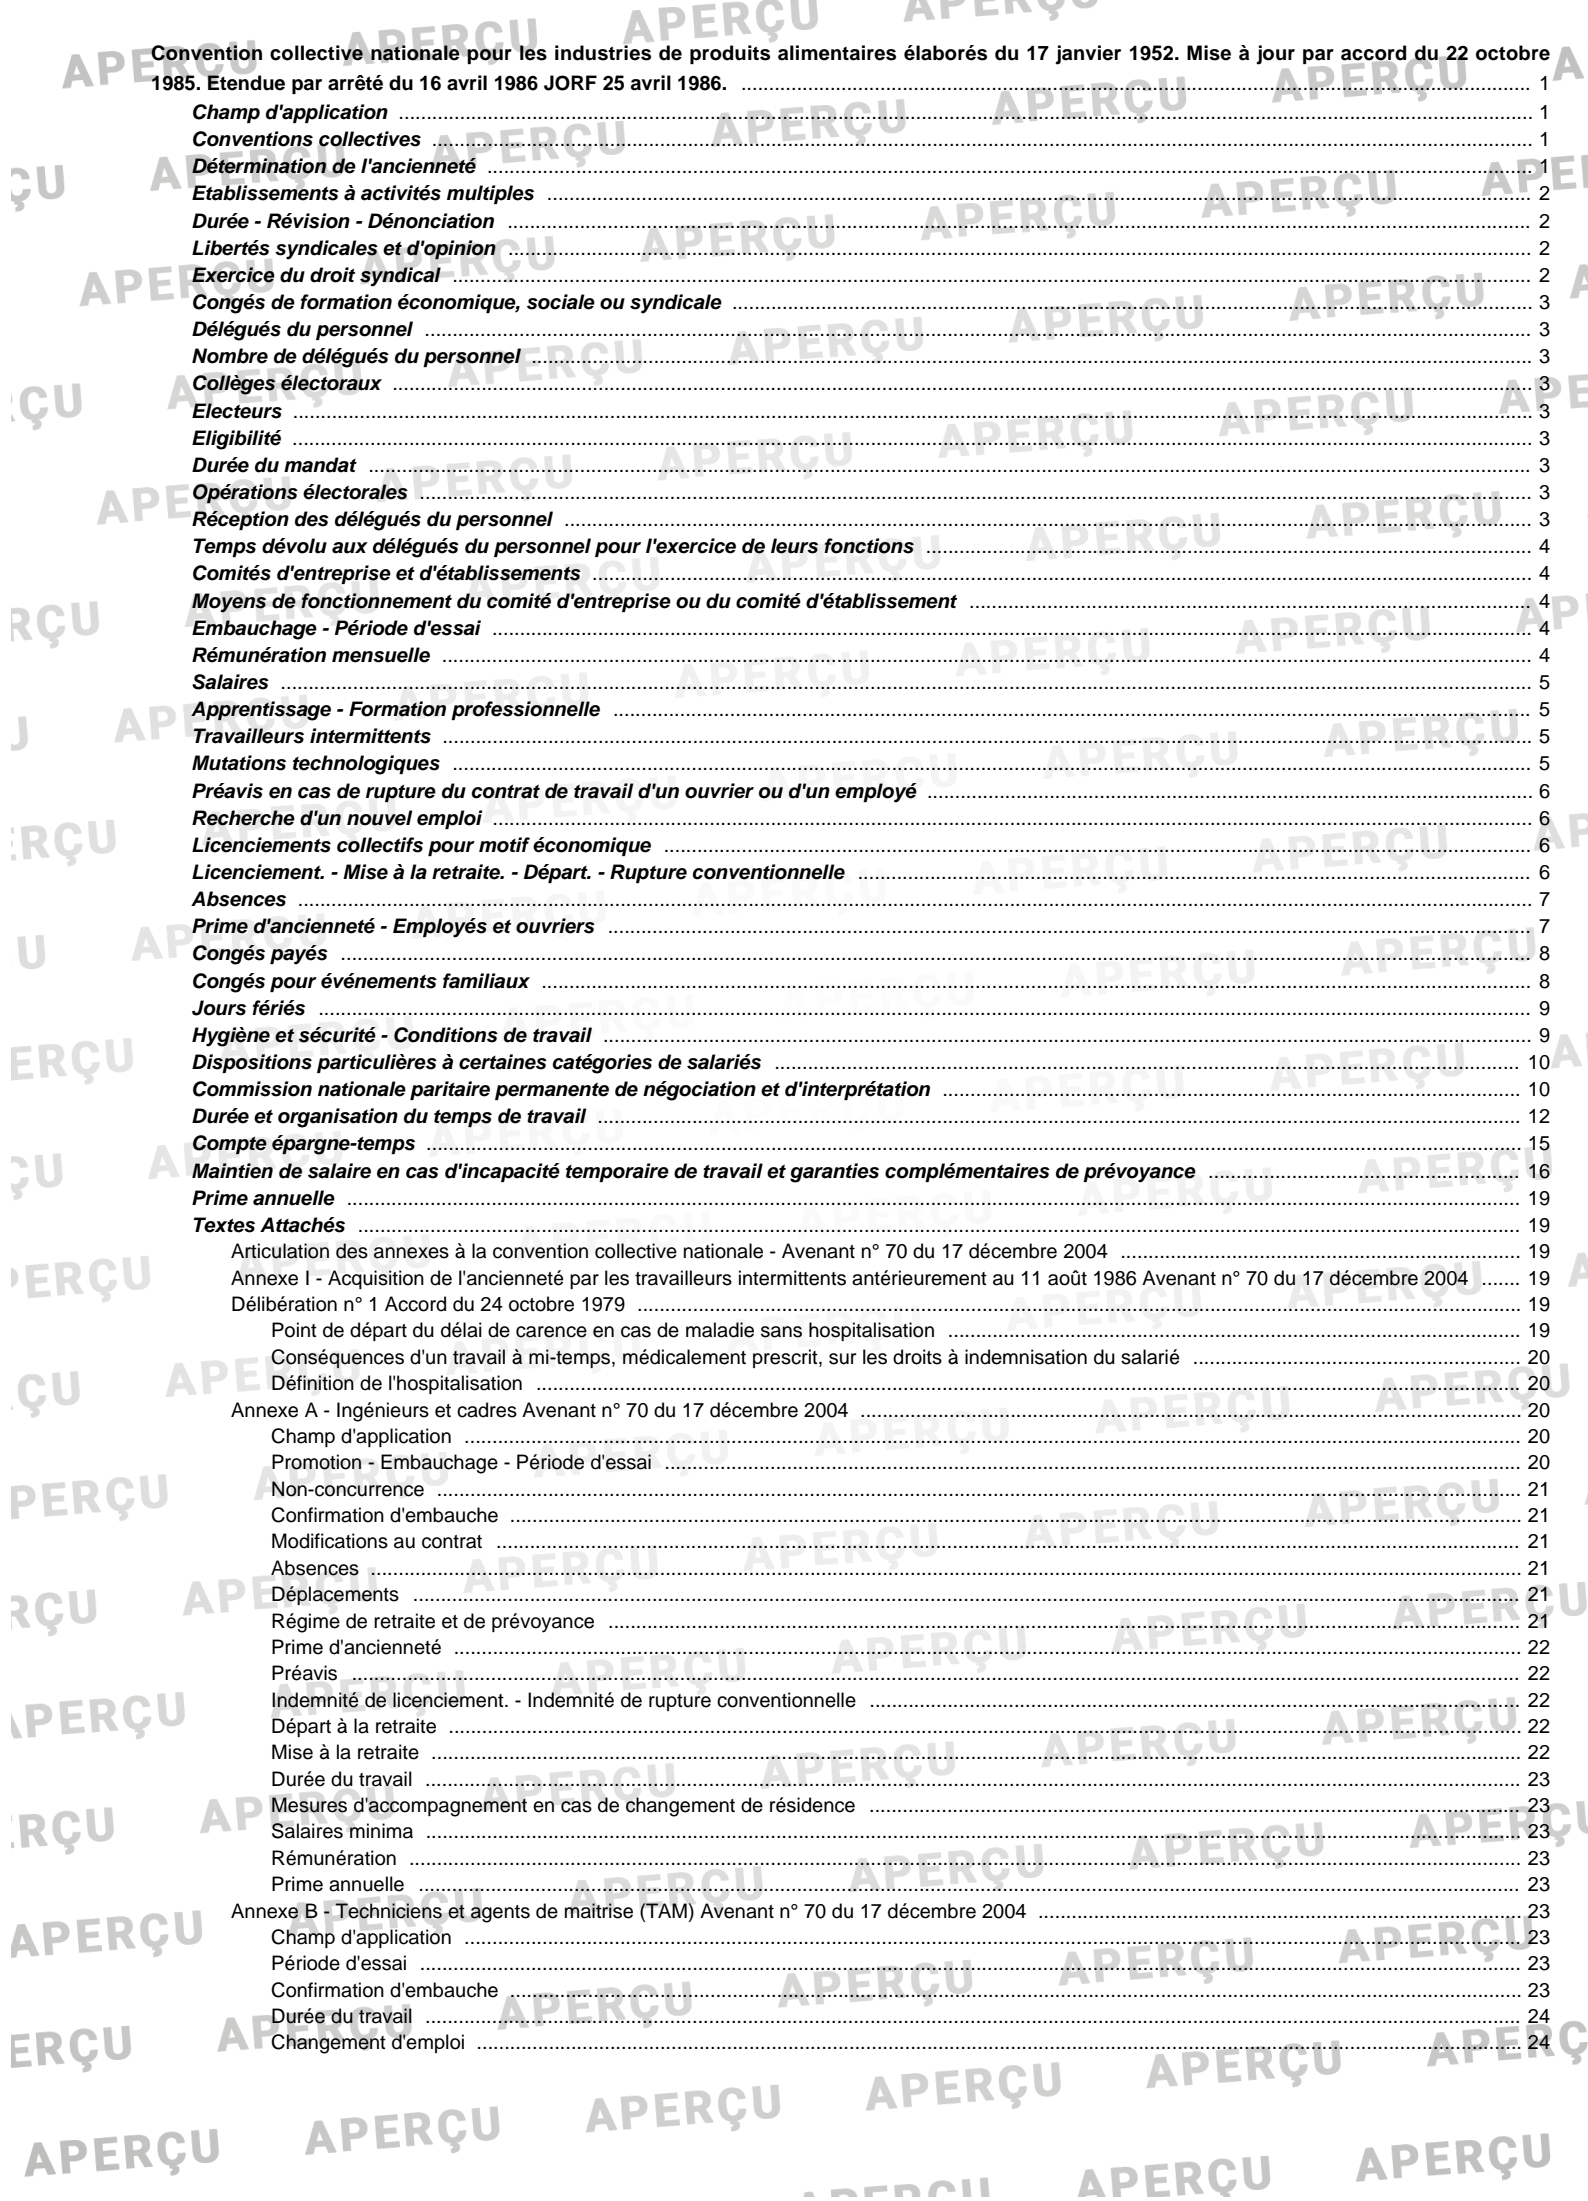 Convention collective nationale pour les industries de produits alimentaires élaborés du 17 janvier 1952. Mise à jour par accord du 22 octobre
1985. Etendue par arrêté du 16 avril 1986 JORF 25 avril 1986. 1
Champ d'application 1
Conventions collectives 1
Détermination de l'ancienneté 1
Etablissements à activités multiples 2
Durée - Révision - Dénonciation 2
Libertés syndicales et d'opinion 2
Exercice du droit syndical 2
Congés de formation économique, sociale ou syndicale 3
Délégués du personnel 3
Nombre de délégués du personnel 3
Collèges électoraux 3
Electeurs 3
Eligibilité 3
Durée du mandat 3
Opérations électorales 3
Réception des délégués du personnel 3
Temps dévolu aux délégués du personnel pour l'exercice de leurs fonctions 4
Comités d'entreprise et d'établissements 4
Moyens de fonctionnement du comité d'entreprise ou du comité d'établissement 4
Embauchage - Période d'essai 4
Rémunération mensuelle 4
Salaires 5
Apprentissage - Formation professionnelle 5
Travailleurs intermittents 5
Mutations technologiques 5
Préavis en cas de rupture du contrat de travail d'un ouvrier ou d'un employé 6
Recherche d'un nouvel emploi 6
Licenciements collectifs pour motif économique 6
Licenciement. - Mise à la retraite. - Départ. - Rupture conventionnelle 6
Absences 7
Prime d'ancienneté - Employés et ouvriers 7
Congés payés 8
Congés pour événements familiaux 8
Jours fériés 9
Hygiène et sécurité - Conditions de travail 9
Dispositions particulières à certaines catégories de salariés 10
Commission nationale paritaire permanente de négociation et d'interprétation 10
Durée et organisation du temps de travail 12
Compte épargne-temps 15
Maintien de salaire en cas d'incapacité temporaire de travail et garanties complémentaires de prévoyance 16
Prime annuelle 19
Textes Attachés 19
Articulation des annexes à la convention collective nationale - Avenant n° 70 du 17 décembre 2004 19
Annexe I - Acquisition de l'ancienneté par les travailleurs intermittents antérieurement au 11 août 1986 Avenant n° 70 du 17 décembre 2004 19
Délibération n° 1 Accord du 24 octobre 1979 19
Point de départ du délai de carence en cas de maladie sans hospitalisation 19
Conséquences d'un travail à mi-temps, médicalement prescrit, sur les droits à indemnisation du salarié 20
Définition de l'hospitalisation 20
Annexe A - Ingénieurs et cadres Avenant n° 70 du 17 décembre 2004 20
Champ d'application 20
Promotion - Embauchage - Période d'essai 20
Non-concurrence 21
Confirmation d'embauche 21
Modifications au contrat 21
Absences 21
Déplacements 21
Régime de retraite et de prévoyance 21
Prime d'ancienneté 22
Préavis 22
Indemnité de licenciement. - Indemnité de rupture conventionnelle 22
Départ à la retraite 22
Mise à la retraite 22
Durée du travail 23
Mesures d'accompagnement en cas de changement de résidence 23
Salaires minima 23
Rémunération 23
Prime annuelle 23
Annexe B - Techniciens et agents de maitrise (TAM) Avenant n° 70 du 17 décembre 2004 23
Champ d'application 23
Période d'essai 23
Confirmation d'embauche 23
Durée du travail 24
Changement d'emploi 24
APERÇU